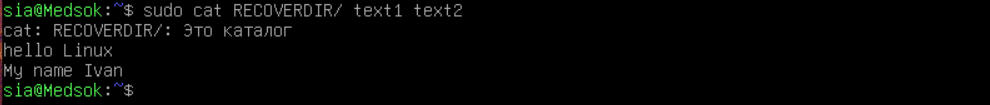 sia@Medsok:~$ sudo cat RECOVERDIR/ text1 text2
cat: RECOVERDIR/: Это каталог
hello Linux
My name Ivan
sia@Medsok:~$